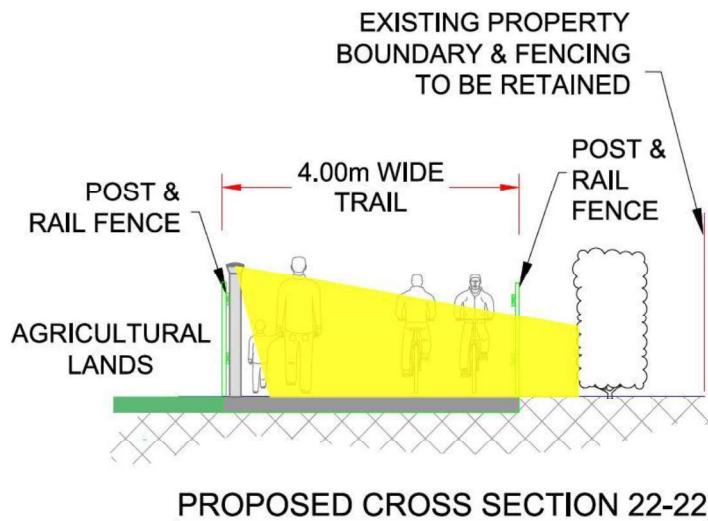 EXISTING PROPERTY
BOUNDARY & FENCING
TO BE RETAINED
POST &
RAIL FENCE
4.00m WIDE
TRAIL
POST &
RAIL
FENCE
AGRICULTURAL
LANDS
PROPOSED CROSS SECTION 22-22